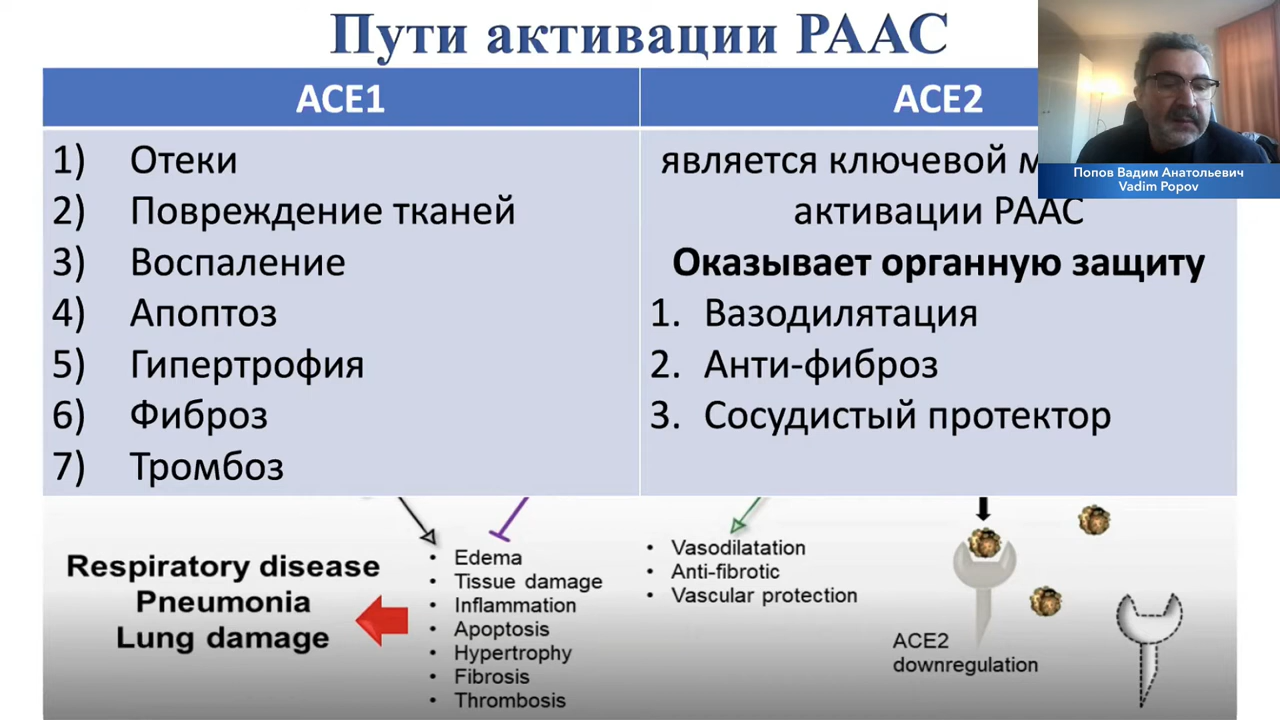 Пути активации РААС
ACE1
ACE2
1) Отеки
2) Повреждение тканей
3) Воспаление
4) Апоптоз
5) Гипертрофия
6) Фиброз
7) Тромбоз
является ключевой
активации РААС
Оказывает органную защиту
1. Вазодилятация
2. Анти-фиброз
3. Сосудистый протектор
Попов Вадим Анатольевич
Vadim Popov
Respiratory disease
Pneumonia
Lung damage
• Edema
• Tissue damage
• Inflammation
• Apoptosis
• Hypertrophy
• Fibrosis
• Thrombosis
• Vasodilatation
• Anti-fibrotic
• Vascular protection
ACE2
downregulation